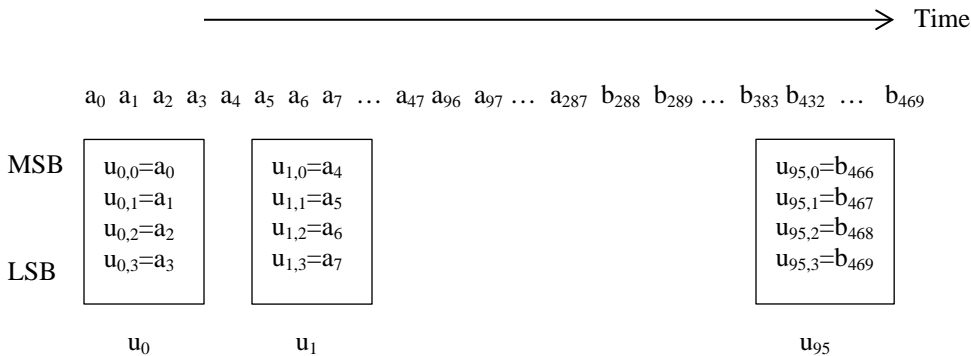 Time
a₀ a₁ a₂ a₃ a₄ a₅ a₆ a₇ … a₄₇ a₉₆ a₉₇ … a₂₈₇ b₂₈₈ b₂₈₉ … b₃₈₃ b₄₃₂ … b₄₆₉
MSB u₀,₀=a₀ u₁,₀=a₄ u₉₅,₀=b₄₆₆
u₀,₁=a₁ u₁,₁=a₅ u₉₅,₁=b₄₆₇
u₀,₂=a₂ u₁,₂=a₆ u₉₅,₂=b₄₆₈
LSB u₀,₃=a₃ u₁,₃=a₇ u₉₅,₃=b₄₆₉
u₀ u₁ u₉₅